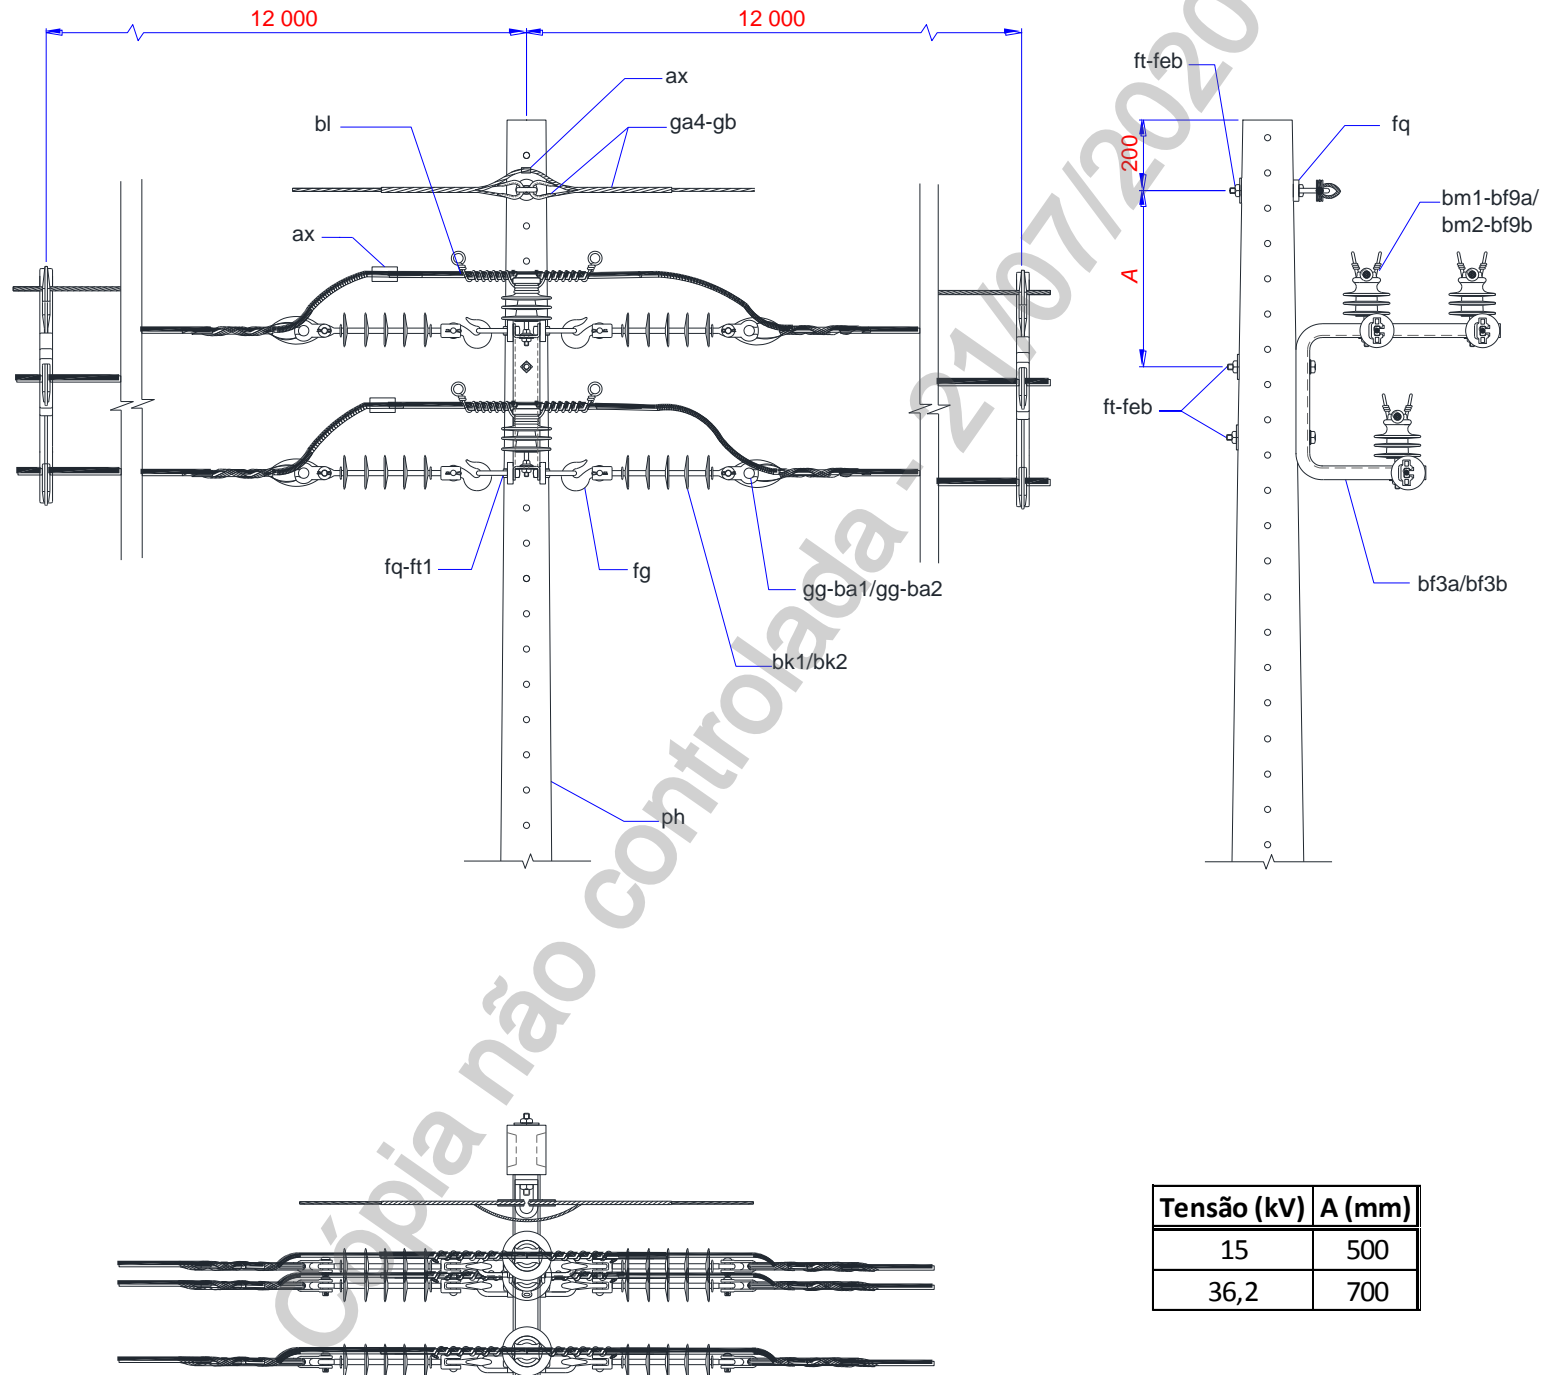 12 000
12 000
ax
bl
ga4-gb
ax
fq-ft1
fg
gg-ba1/gg-ba2
bk1/bk2
ph
ft-feb
fq
200
A
bm1-bf9a/
bm2-bf9b
ft-feb
bf3a/bf3b
Cópia não controlada - 21/07/2020
Tensão (kV) A (mm)
15 500
36,2 700